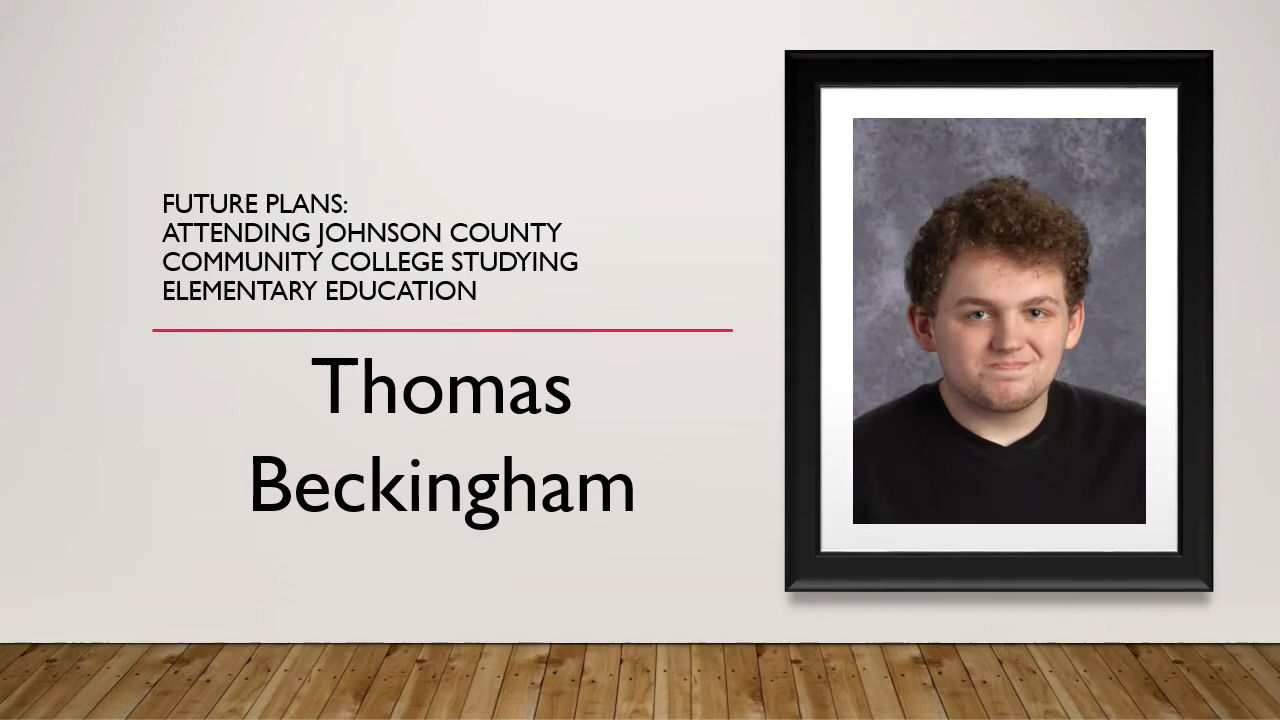 FUTURE PLANS:
ATTENDING JOHNSON COUNTY
COMMUNITY COLLEGE STUDYING
ELEMENTARY EDUCATION
Thomas
Beckingham